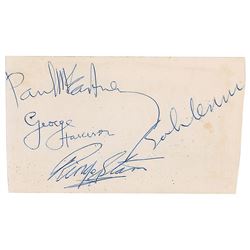 Paul McCartney
George
Harrison
John Lennon
Ringo Starr